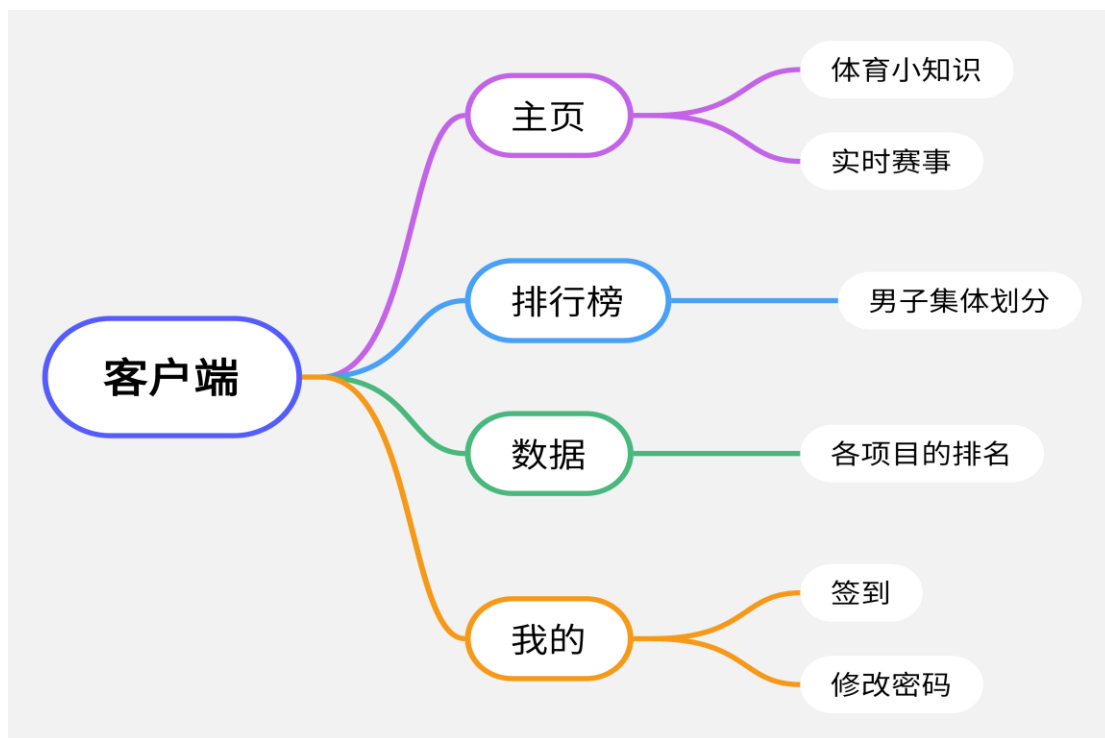 客户端
主页
体育小知识
实时赛事
排行榜
男子集体划分
数据
各项目的排名
我的
签到
修改密码